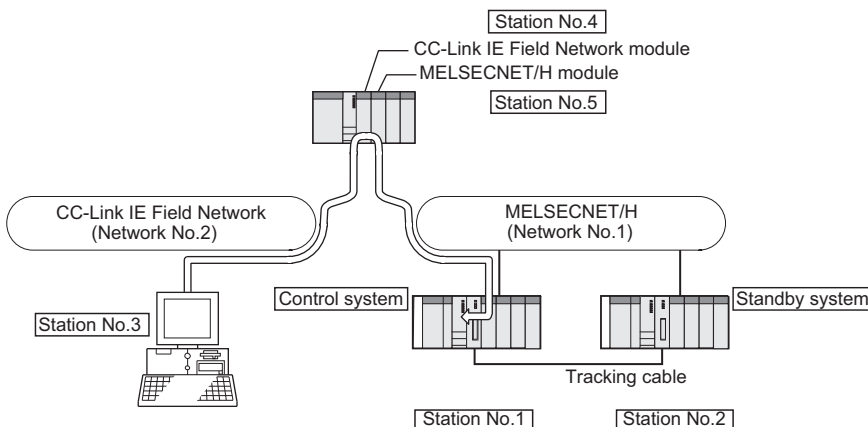 Station No.4
CC-Link IE Field Network module
MELSECNET/H module
Station No.5
CC-Link IE Field Network
(Network No.2)
MELSECNET/H
(Network No.1)
Control system
Standby system
Station No.3
Tracking cable
Station No.1
Station No.2